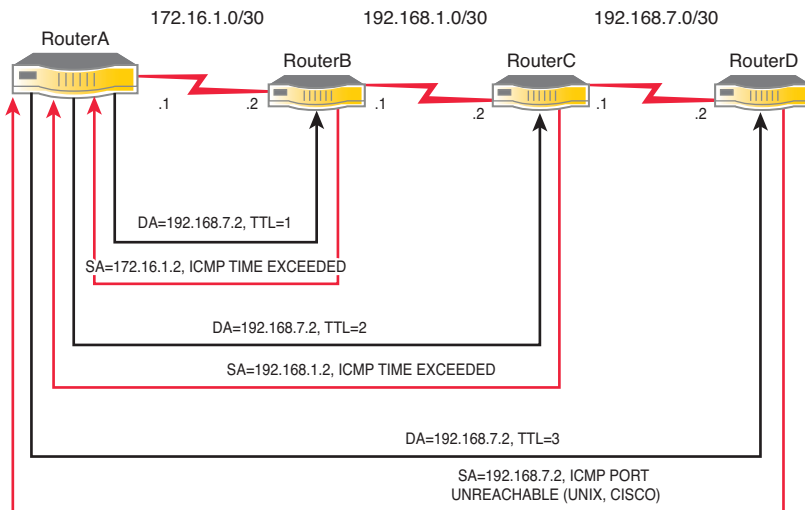 172.16.1.0/30 192.168.1.0/30 192.168.7.0/30
RouterA RouterB RouterC RouterD
.1 .2 .1 .2 .1 .2
DA=192.168.7.2, TTL=1
SA=172.16.1.2, ICMP TIME EXCEEDED
DA=192.168.7.2, TTL=2
SA=192.168.1.2, ICMP TIME EXCEEDED
DA=192.168.7.2, TTL=3
SA=192.168.7.2, ICMP PORT
UNREACHABLE (UNIX, CISCO)